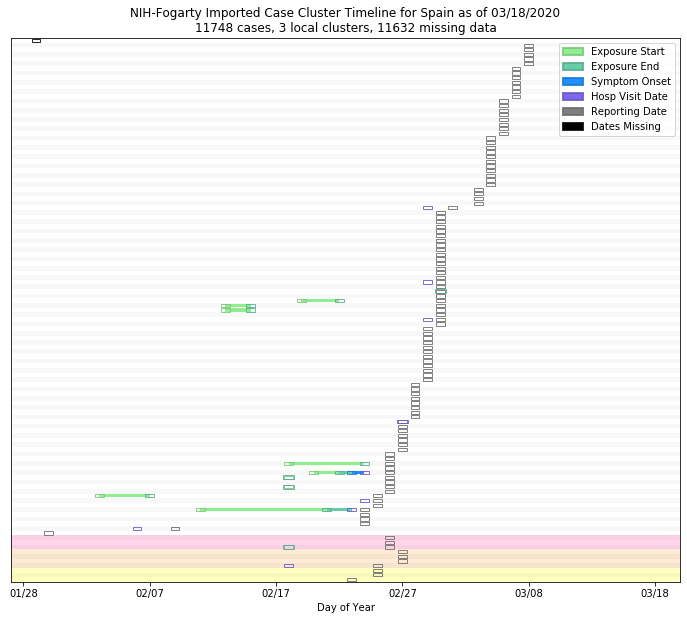 NIH-Fogarty Imported Case Cluster Timeline for Spain as of 03/18/2020
11748 cases, 3 local clusters, 11632 missing data
Exposure Start
Exposure End
Symptom Onset
Hosp Visit Date
Reporting Date
Dates Missing
01/28 02/07 02/17 02/27 03/08 03/18
Day of Year